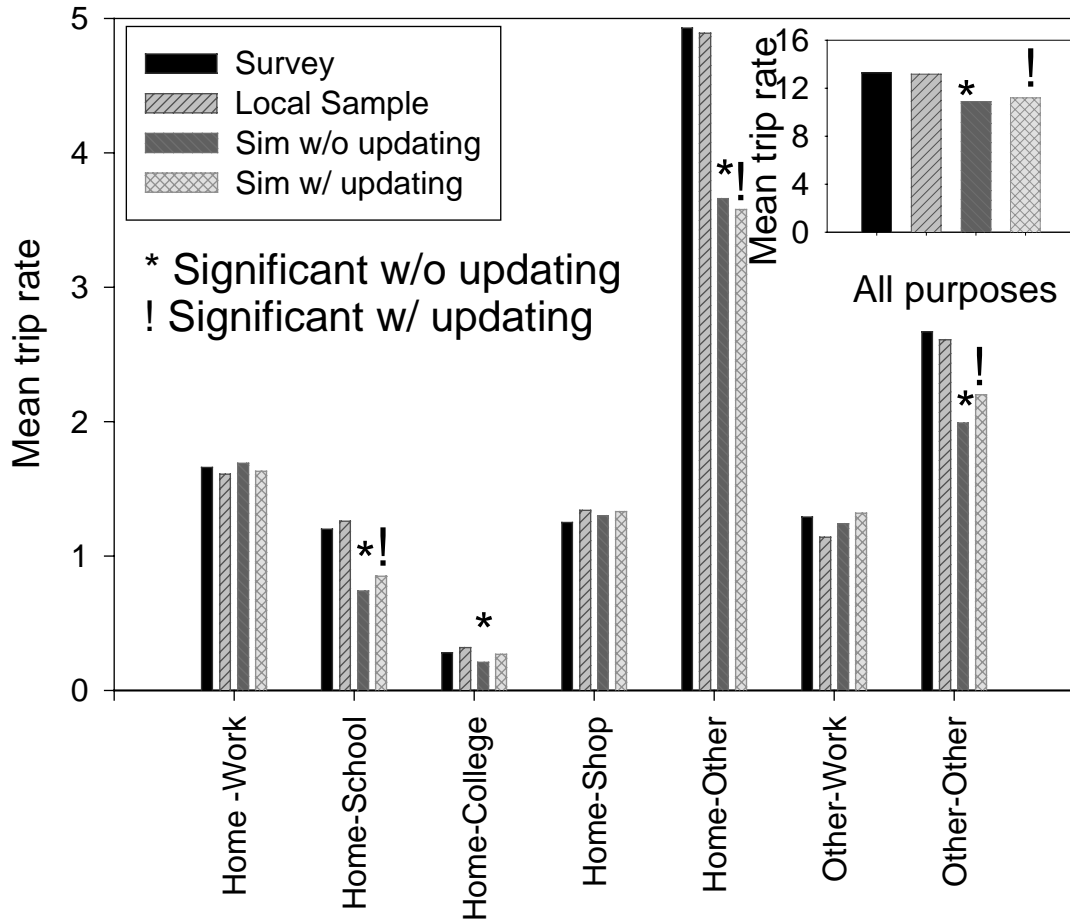 Survey
Local Sample
Sim w/o updating
Sim w/ updating
* Significant w/o updating
! Significant w/ updating
Mean trip rate
5
4
3
2
1
0
*
!
*
*
!
*
!
Home -Work
Home-School
Home-College
Home-Shop
Home-Other
Other-Work
Other-Other
Mean trip rate
16
12
8
4
0
*
!
All purposes